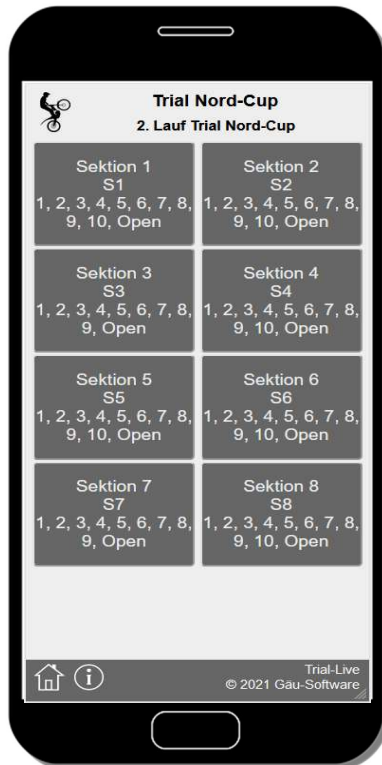 Trial Nord-Cup
2. Lauf Trial Nord-Cup
Sektion 1
S1
1, 2, 3, 4, 5, 6, 7, 8,
9, 10, Open
Sektion 2
S2
1, 2, 3, 4, 5, 6, 7, 8,
9, 10, Open
Sektion 3
S3
1, 2, 3, 4, 5, 6, 7, 8,
9, Open
Sektion 4
S4
1, 2, 3, 4, 5, 6, 7, 8,
9, 10, Open
Sektion 5
S5
1, 2, 3, 4, 5, 6, 7, 8,
9, 10, Open
Sektion 6
S6
1, 2, 3, 4, 5, 6, 7, 8,
9, 10, Open
Sektion 7
S7
1, 2, 3, 4, 5, 6, 7, 8,
9, Open
Sektion 8
S8
1, 2, 3, 4, 5, 6, 7, 8,
9, 10, Open
i
Trial-Live
© 2021 Gäu-Software